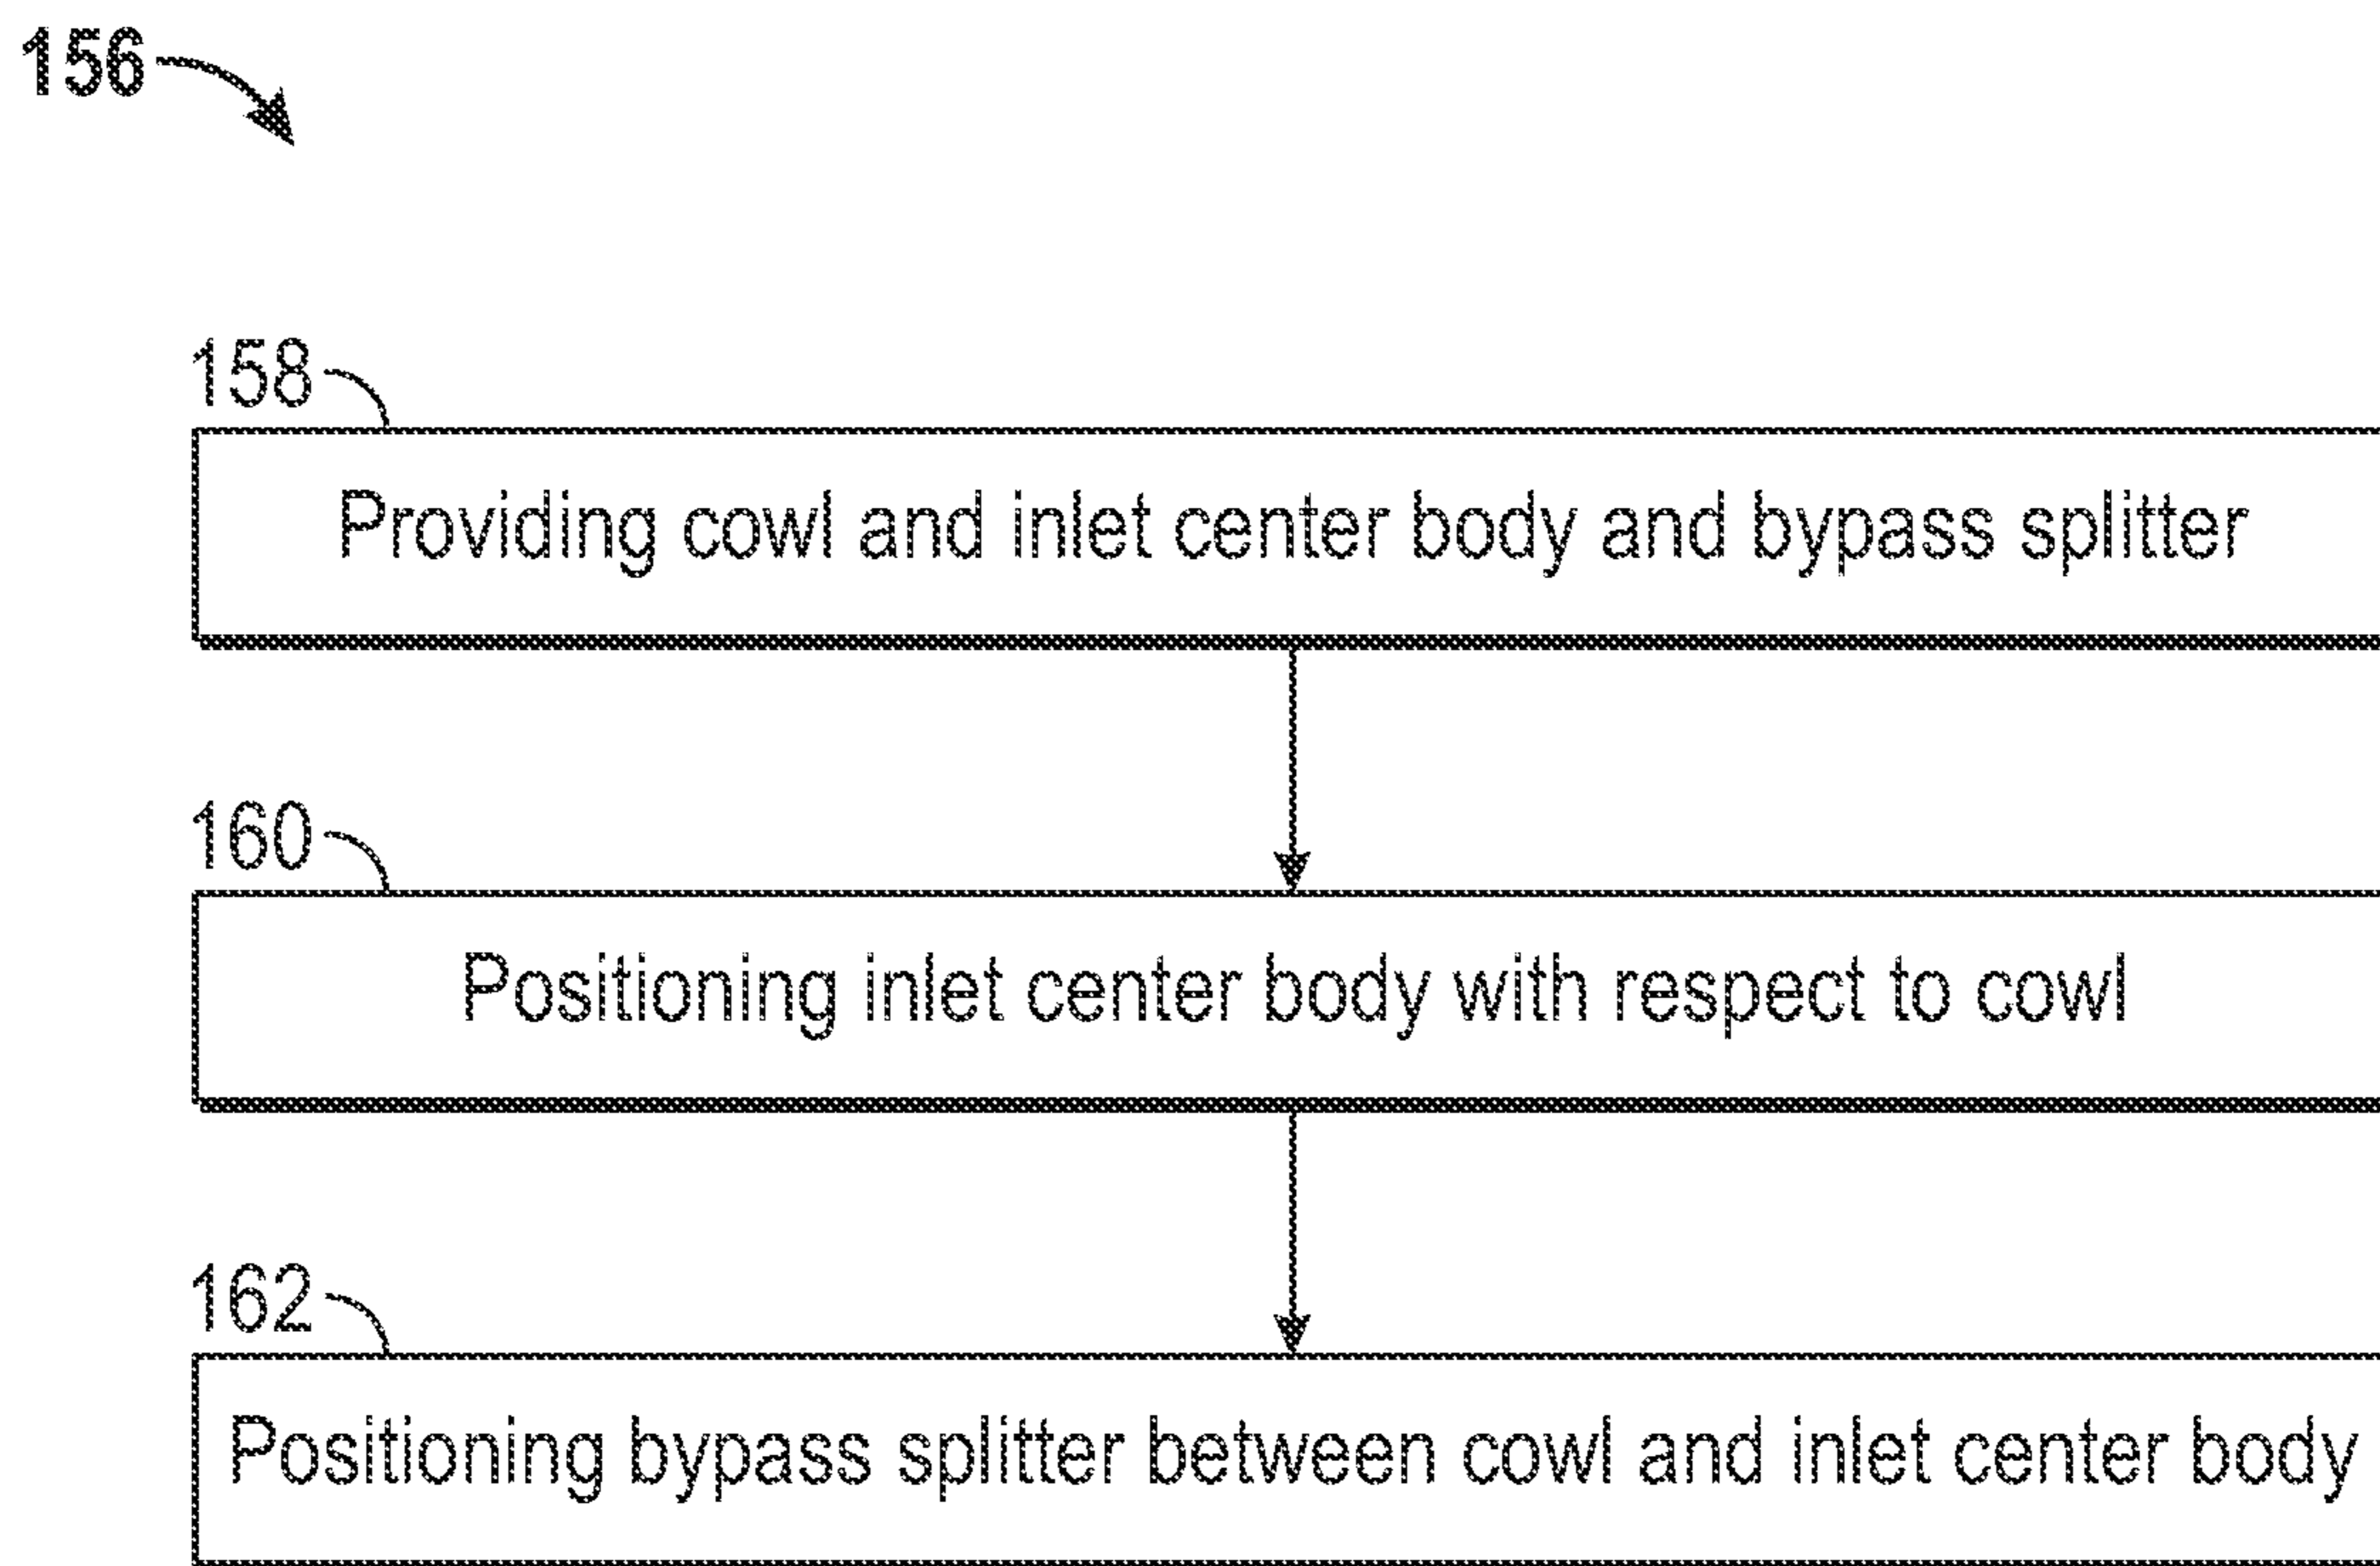 156
158
Providing cowl and inlet center body and bypass splitter
160
Positioning inlet center body with respect to cowl
162
Positioning bypass splitter between cowl and inlet center body